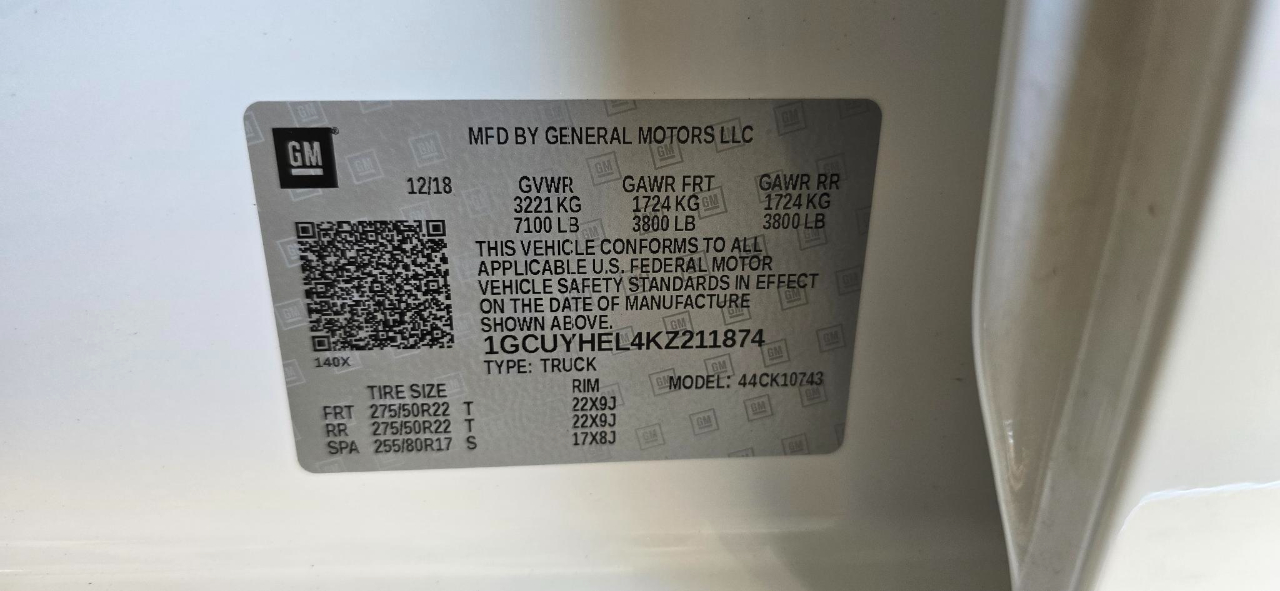 GM
MFD BY GENERAL MOTORS LLC
12/18 GVWR GAWR FRT GAWR RR
3221 KG 1724 KG 1724 KG
7100 LB 3800 LB 3800 LB
THIS VEHICLE CONFORMS TO ALL
APPLICABLE U.S. FEDERAL MOTOR
VEHICLE SAFETY STANDARDS IN EFFECT
ON THE DATE OF MANUFACTURE
SHOWN ABOVE.
1GCUYHEL4KZ211874
140X
TYPE: TRUCK
TIRE SIZE RIM MODEL: 44CK10743
FRT 275/50R22 T 22X9J
RR 275/50R22 T 22X9J
SPA 255/80R17 S 17X8J